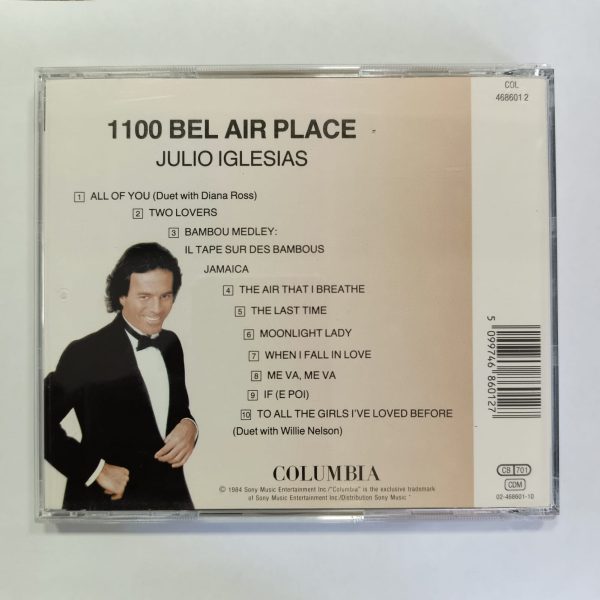 COL
468601 2
1100 BEL AIR PLACE
JULIO IGLESIAS
1 ALL OF YOU (Duet with Diana Ross)
2 TWO LOVERS
3 BAMBOU MEDLEY:
IL TAPE SUR DES BAMBOUS
JAMAICA
4 THE AIR THAT I BREATHE
5 THE LAST TIME
6 MOONLIGHT LADY
7 WHEN I FALL IN LOVE
8 ME VA, ME VA
9 IF (E POI)
10 TO ALL THE GIRLS I'VE LOVED BEFORE
(Duet with Willie Nelson)
5 099746 860127
COLUMBIA
© 1984 Sony Music Entertainment Inc./"Columbia" is the exclusive trademark
of Sony Music Entertainment Inc./Distribution Sony Music
CB 701
CDM
02-468601-10